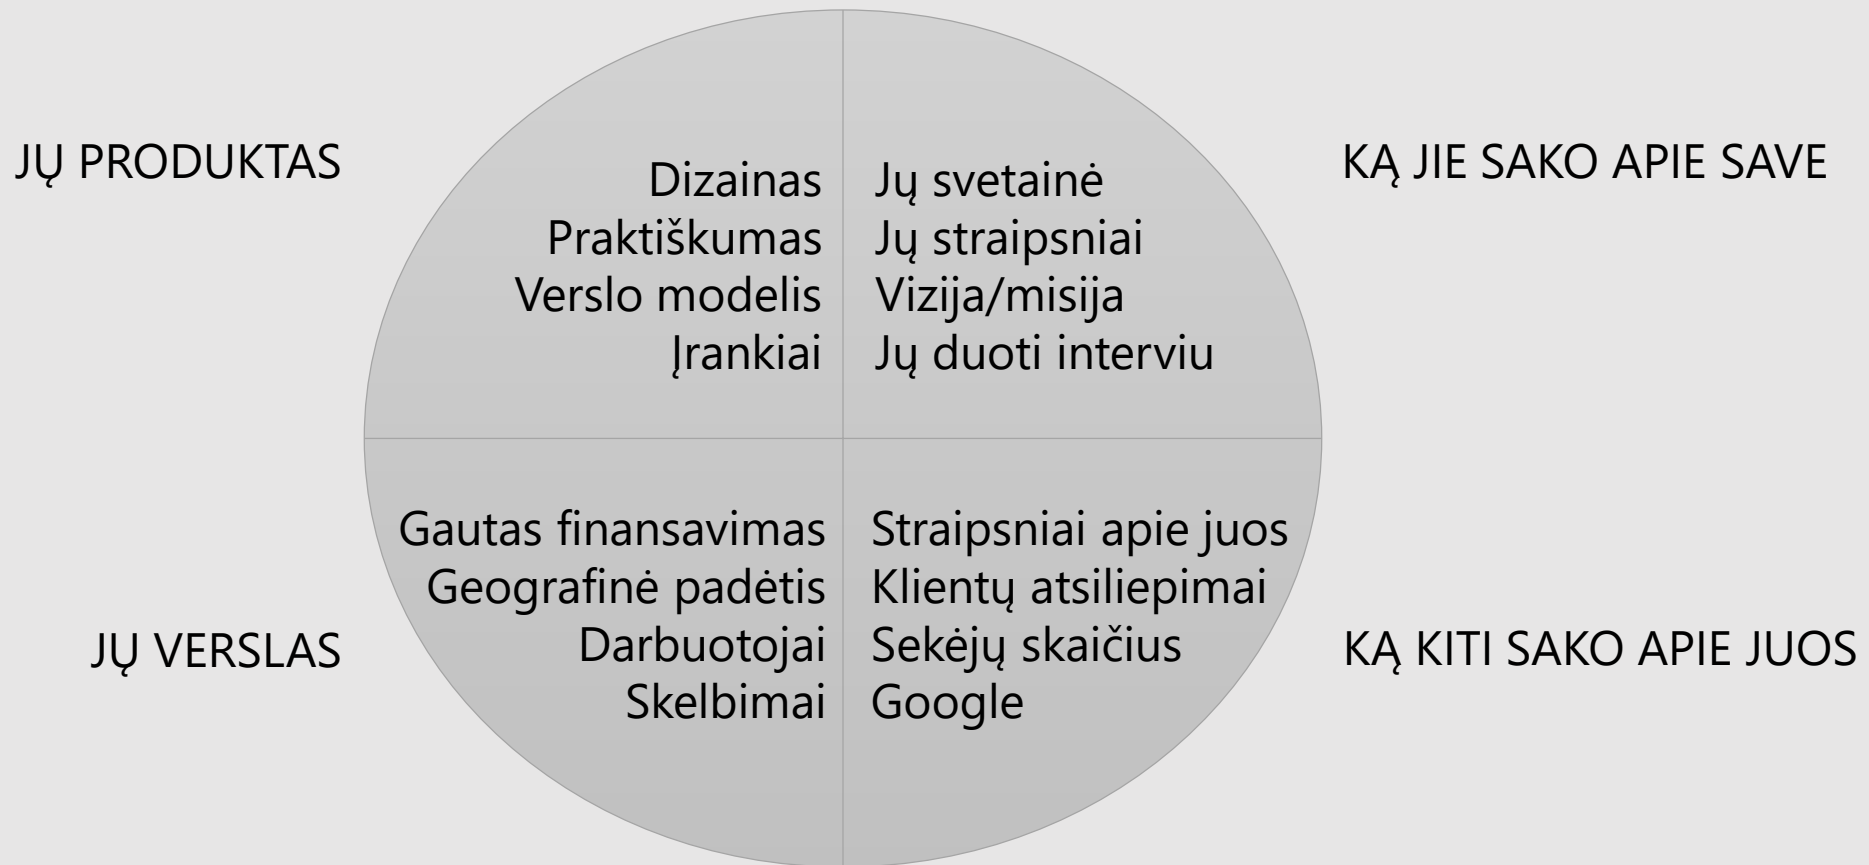 JŲ PRODUKTAS
Dizainas
Praktiškumas
Verslo modelis
Įrankiai
KĄ JIE SAKO APIE SAVE
Jų svetainė
Jų straipsniai
Vizija/misija
Jų duoti interviu
JŲ VERSLAS
Gautas finansavimas
Geografinė padėtis
Darbuotojai
Skelbimai
KĄ KITI SAKO APIE JUOS
Straipsniai apie juos
Klientų atsiliepimai
Sekėjų skaičius
Google